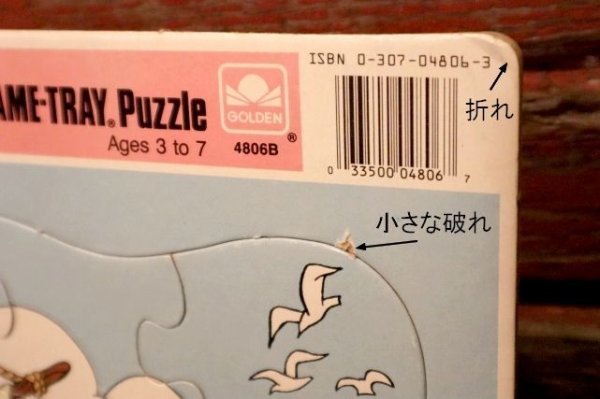 ISBN 0-307-04806-3
AME-TRAY® Puzzle
Ages 3 to 7
GOLDEN®
4806B
0 33500 04806 7
折れ
小さな破れ